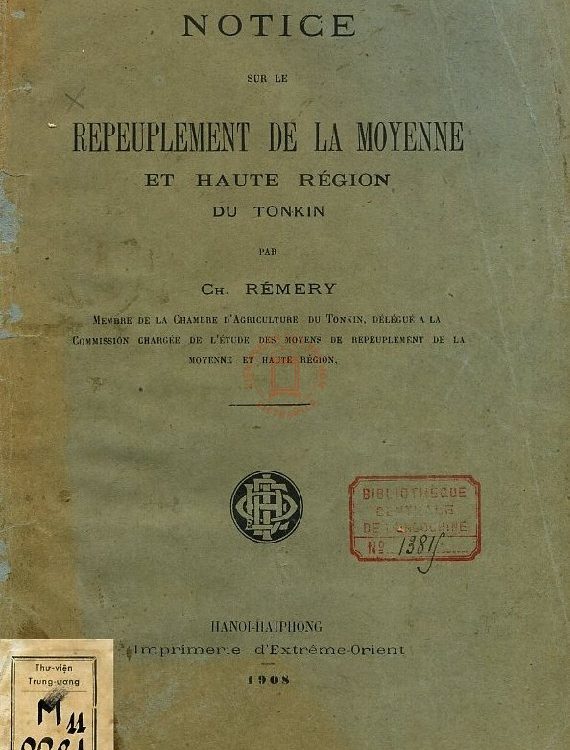 NOTICE
SUR LE
REPEUPLEMENT DE LA MOYENNE
ET HAUTE RÉGION
DU TONKIN
PAR
CH. RÉMERY
MEMBRE DE LA CHAMBRE D'AGRICULTURE DU TONKIN, DÉLÉGUÉ A LA
COMMISSION CHARGÉE DE L'ÉTUDE DES MOYENS DE REPEUPLEMENT DE LA
MOYENNE ET HAUTE RÉGION.
BIBLIOTHÈQUE
CENTRALE
DE L'INDOCHINE
No
HANOI-HAIPHONG
Imprimerie d'Extrême-Orient
1908
Thư-viện
Trung-ương
M 11